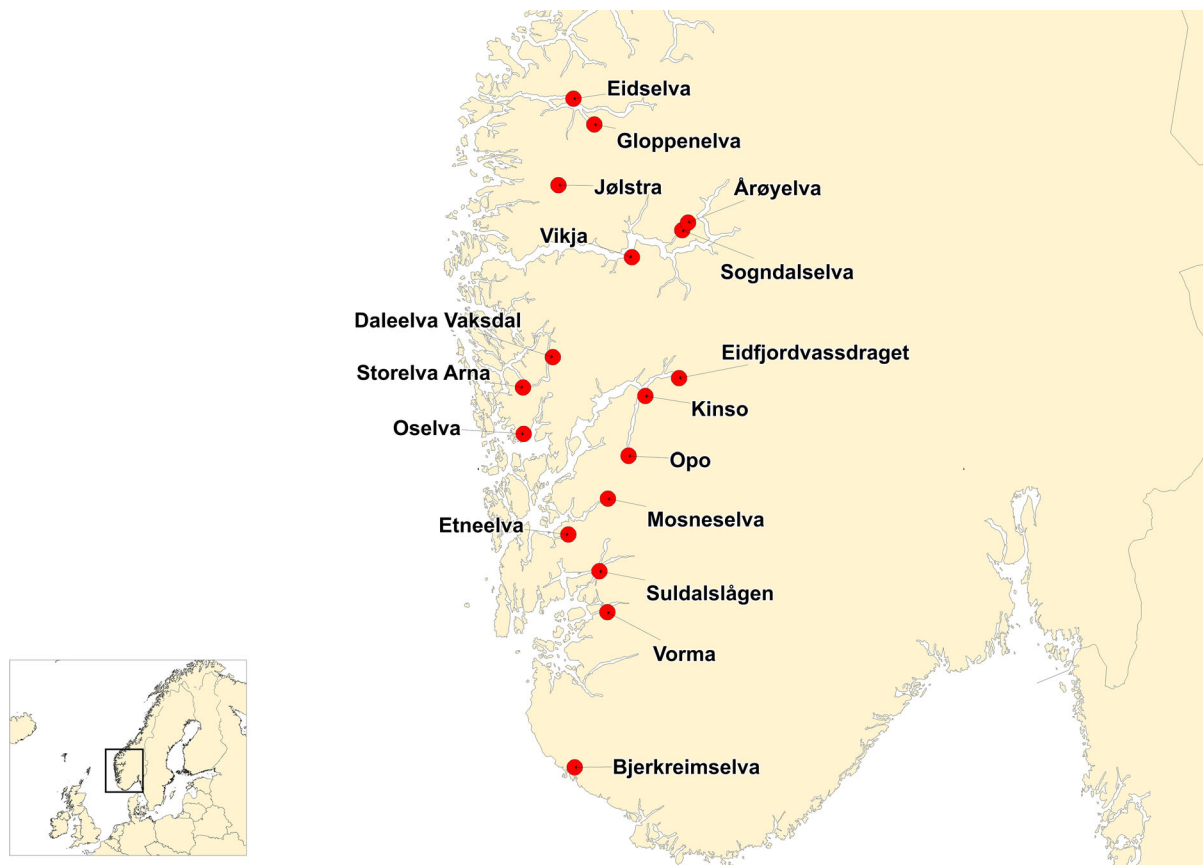 Eidselva
Gloppenelva
Jølstra
Årøyelva
Vikja
Sogndalselva
Daleelva Vaksdal
Eidfjordvassdraget
Storelva Arna
Kinso
Oselva
Opo
Mosneselva
Etneelva
Suldalslågen
Vorma
Bjerkreimselva